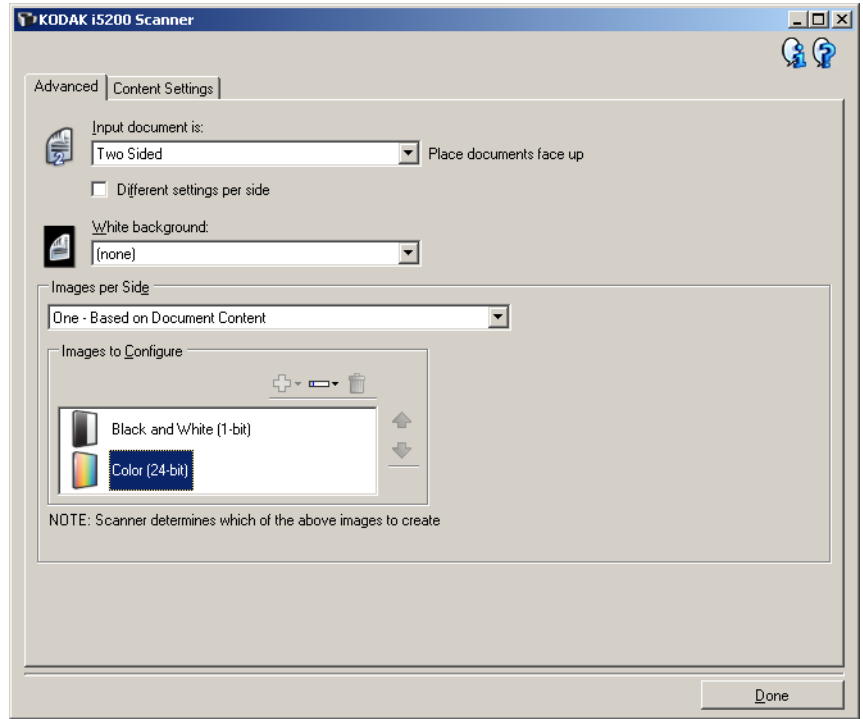 KODAK i5200 Scanner
Advanced Content Settings
Input document is:
Two Sided Place documents face up
Different settings per side
White background:
(none)
Images per Side
One - Based on Document Content
Images to Configure
Black and White (1-bit)
Color (24-bit)
NOTE: Scanner determines which of the above images to create
Done